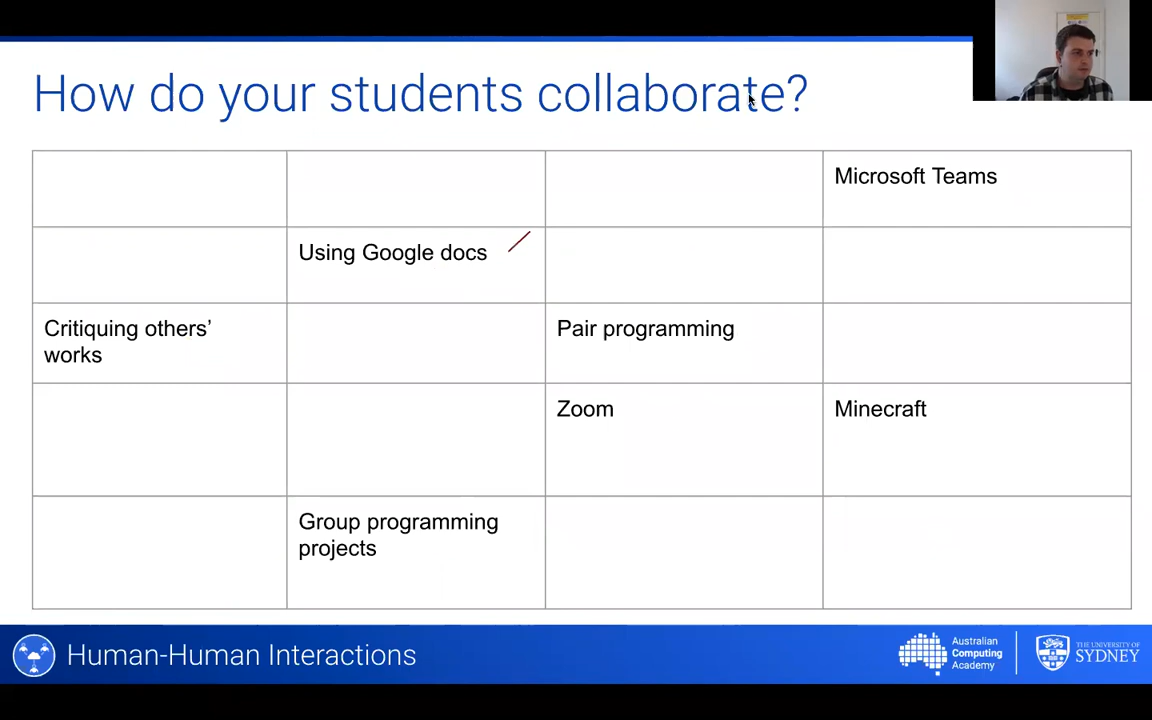 How do your students collaborate?
Microsoft Teams
Using Google docs
Critiquing others’
works
Pair programming
Zoom
Minecraft
Group programming
projects
Human-Human Interactions
Australian
Computing
Academy
THE UNIVERSITY OF
SYDNEY